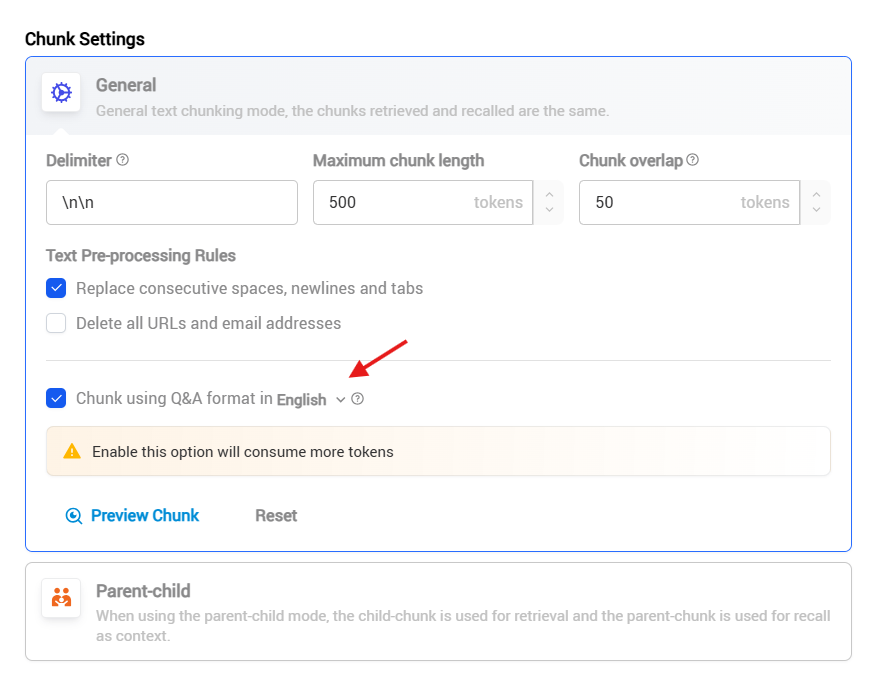 Chunk Settings
General
General text chunking mode, the chunks retrieved and recalled are the same.
Delimiter
Maximum chunk length
Chunk overlap
\n\n
500 tokens
50 tokens
Text Pre-processing Rules
Replace consecutive spaces, newlines and tabs
Delete all URLs and email addresses
Chunk using Q&A format in English
Enable this option will consume more tokens
Preview Chunk
Reset
Parent-child
When using the parent-child mode, the child-chunk is used for retrieval and the parent-chunk is used for recall
as context.